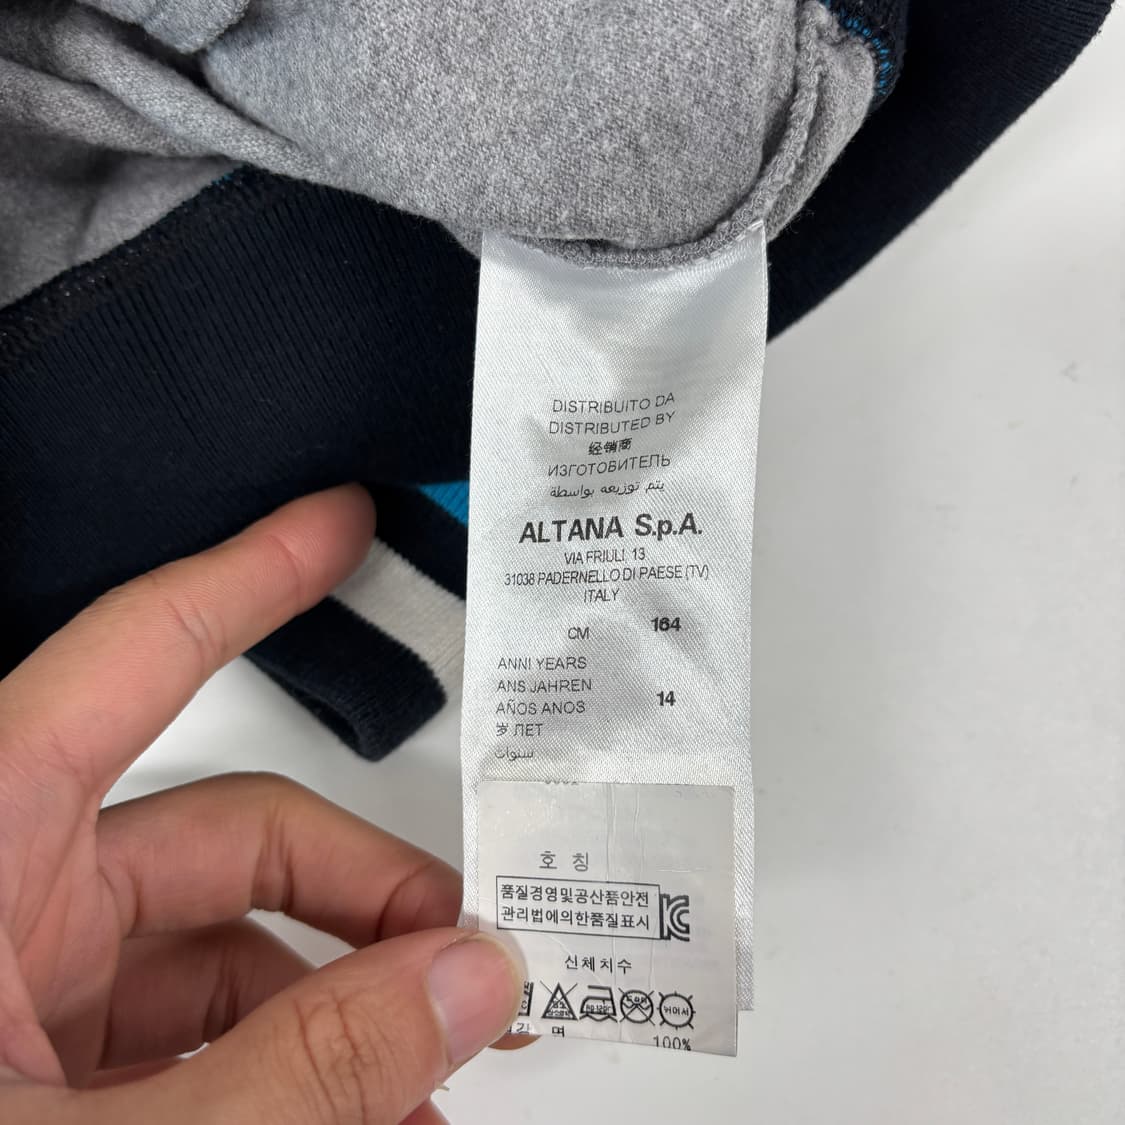 DISTRIBUITO DA
DISTRIBUTED BY
经销商
ИЗГОТОВИТЕЛЬ
يتم توزيعه بواسطة
ALTANA S.p.A.
VIA FRIULI, 13
31038 PADERNELLO DI PAESE (TV)
ITALY
CM 164
ANNI YEARS
ANS JAHREN
AÑOS ANOS 14
岁 ЛЕТ
سنوات
호 칭
품질경영및공산품안전
관리법에의한품질표시
신체치수
뉘어서
면
100%